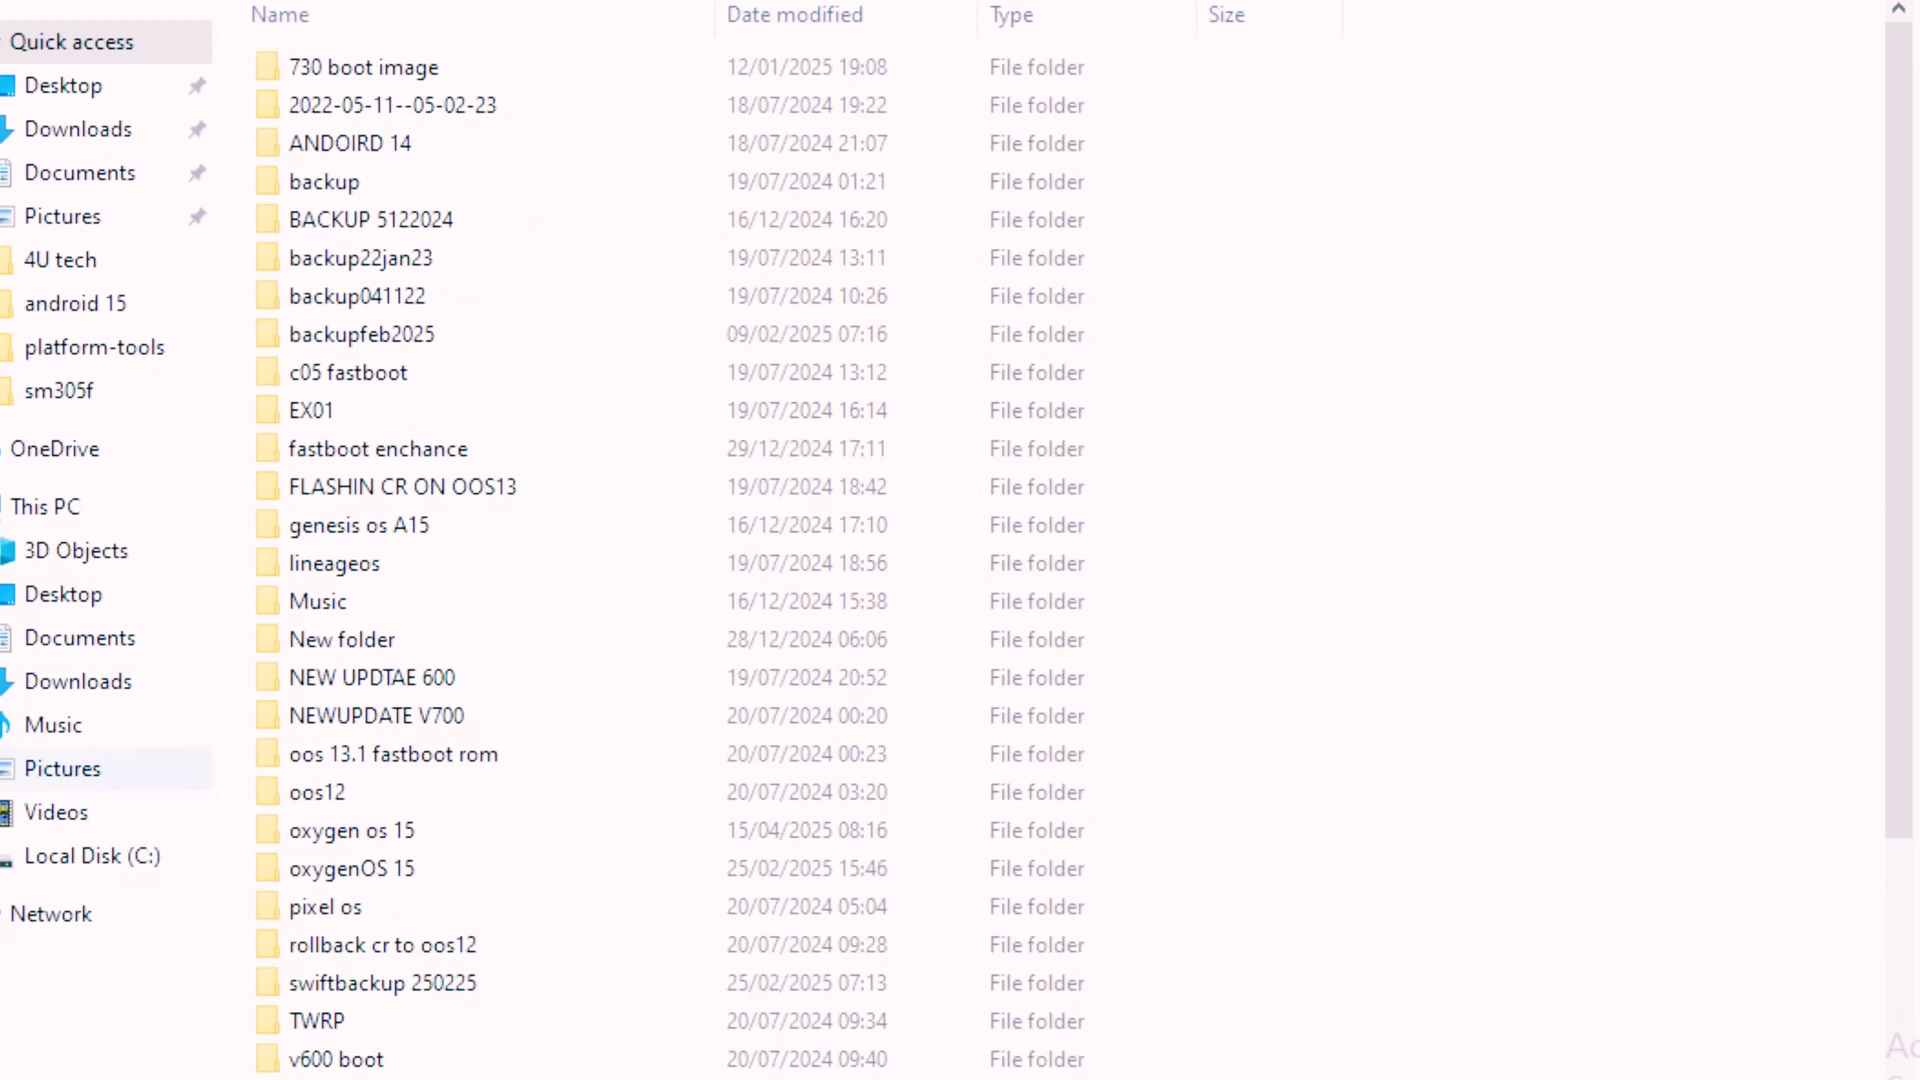 Name Date modified Type Size
Quick access
Desktop
Downloads
Documents
Pictures
4U tech
android 15
platform-tools
sm305f
OneDrive
This PC
3D Objects
Desktop
Documents
Downloads
Music
Pictures
Videos
Local Disk (C:)
Network
730 boot image 12/01/2025 19:08 File folder
2022-05-11--05-02-23 18/07/2024 19:22 File folder
ANDOIRD 14 18/07/2024 21:07 File folder
backup 19/07/2024 01:21 File folder
BACKUP 5122024 16/12/2024 16:20 File folder
backup22jan23 19/07/2024 13:11 File folder
backup041122 19/07/2024 10:26 File folder
backupfeb2025 09/02/2025 07:16 File folder
c05 fastboot 19/07/2024 13:12 File folder
EX01 19/07/2024 16:14 File folder
fastboot enchance 29/12/2024 17:11 File folder
FLASHIN CR ON OOS13 19/07/2024 18:42 File folder
genesis os A15 16/12/2024 17:10 File folder
lineageos 19/07/2024 18:56 File folder
Music 16/12/2024 15:38 File folder
New folder 28/12/2024 06:06 File folder
NEW UPDTAE 600 19/07/2024 20:52 File folder
NEWUPDATE V700 20/07/2024 00:20 File folder
oos 13.1 fastboot rom 20/07/2024 00:23 File folder
oos12 20/07/2024 03:20 File folder
oxygen os 15 15/04/2025 08:16 File folder
oxygenOS 15 25/02/2025 15:46 File folder
pixel os 20/07/2024 05:04 File folder
rollback cr to oos12 20/07/2024 09:28 File folder
swiftbackup 250225 25/02/2025 07:13 File folder
TWRP 20/07/2024 09:34 File folder
v600 boot 20/07/2024 09:40 File folder